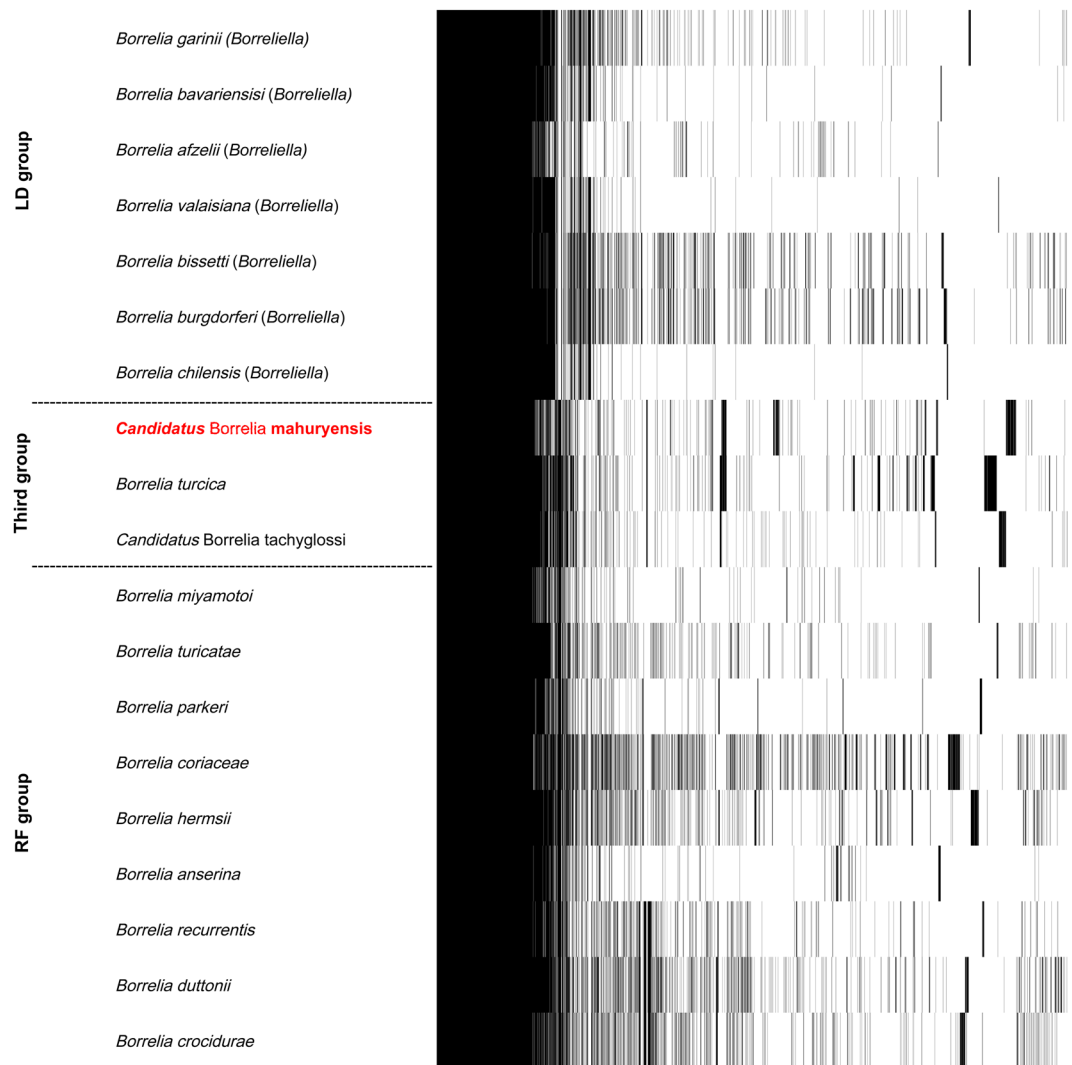 LD group
Borrelia garinii (Borreliella)
Borrelia bavariensisi (Borreliella)
Borrelia afzelii (Borreliella)
Borrelia valaisiana (Borreliella)
Borrelia bissetti (Borreliella)
Borrelia burgdorferi (Borreliella)
Borrelia chilensis (Borreliella)
Third group
Candidatus Borrelia mahuryensis
Borrelia turcica
Candidatus Borrelia tachyglossi
RF group
Borrelia miyamotoi
Borrelia turicatae
Borrelia parkeri
Borrelia coriaceae
Borrelia hermsii
Borrelia anserina
Borrelia recurrentis
Borrelia duttonii
Borrelia crocidurae